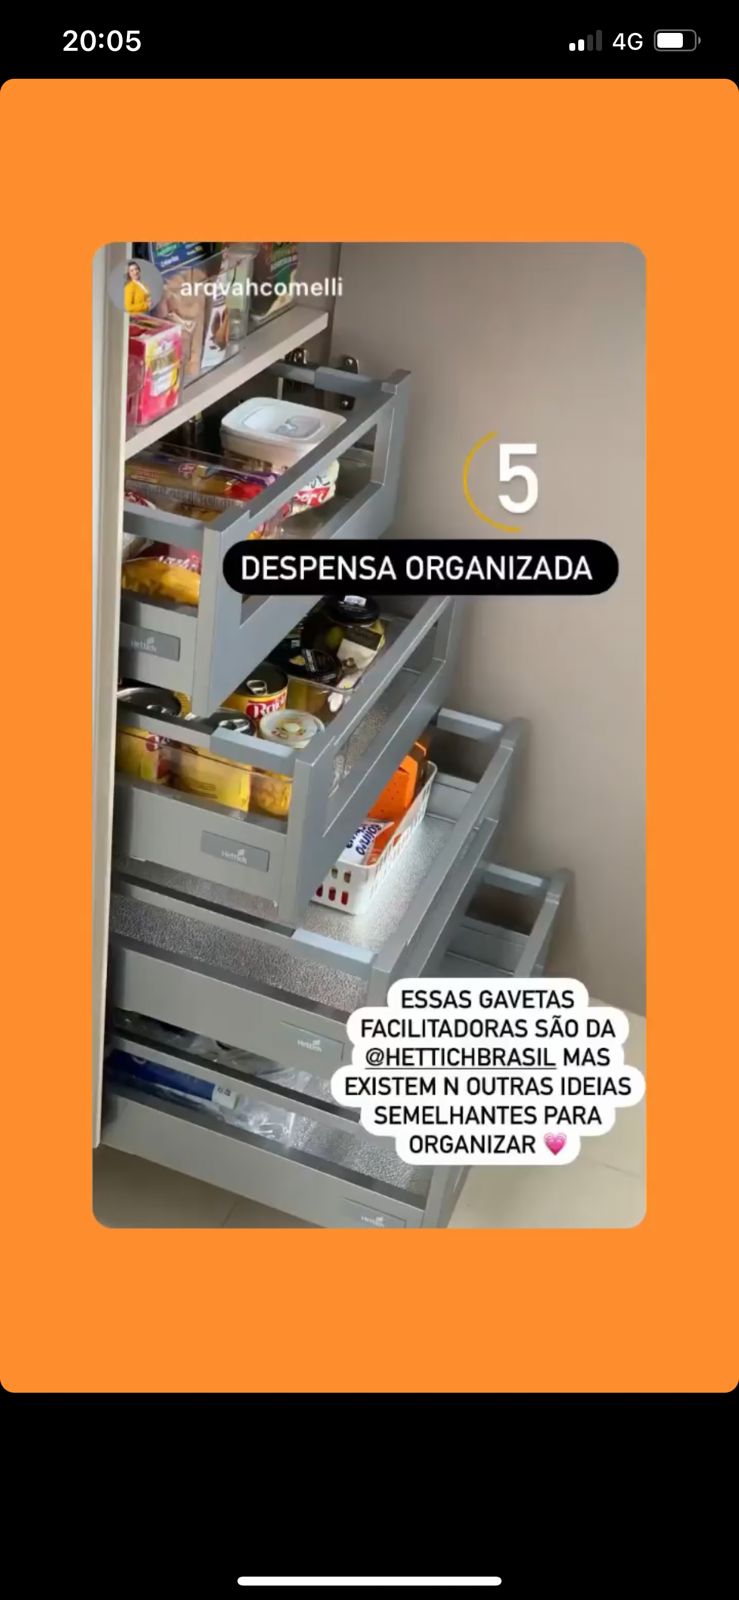 20:05
4G
arqvahcomelli
5
DESPENSA ORGANIZADA
Hettich
Hettich
Hettich
Hettich
ESSAS GAVETAS
FACILITADORAS SÃO DA
@HETTICHBRASIL MAS
EXISTEM N OUTRAS IDEIAS
SEMELHANTES PARA
ORGANIZAR 💗